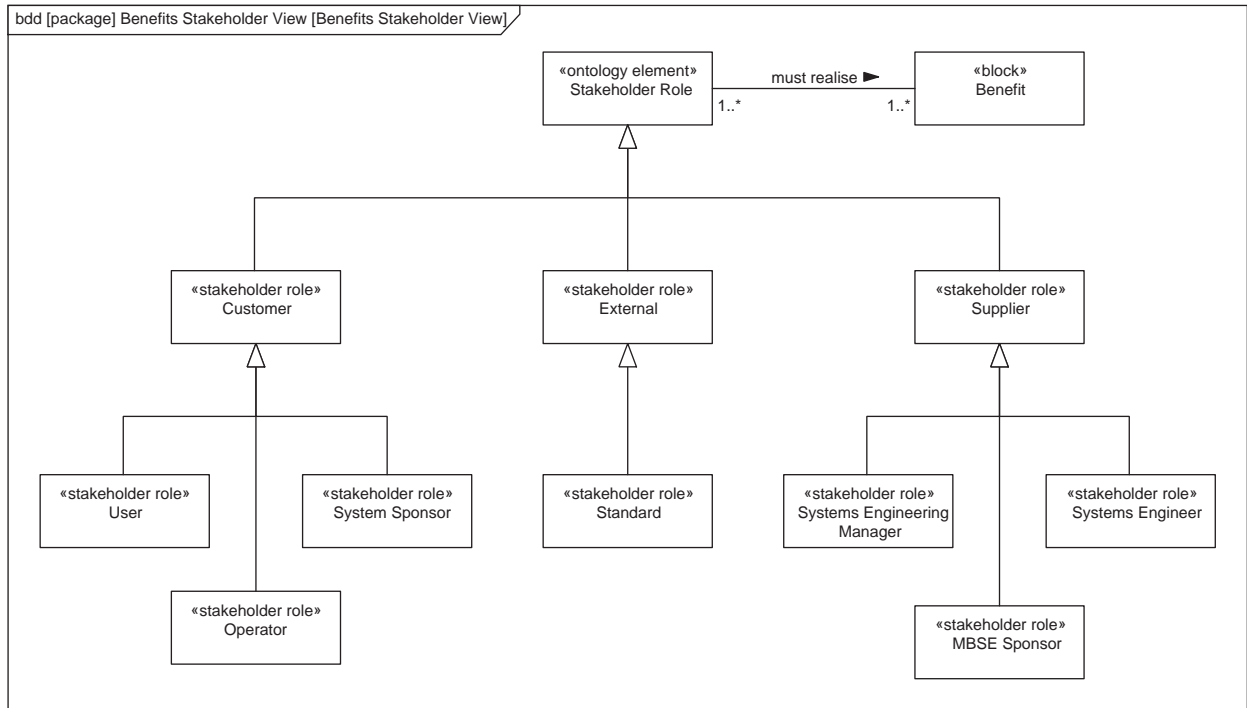 bdd [package] Benefits Stakeholder View [Benefits Stakeholder View]
«ontology element»
Stakeholder Role
must realise
1..*
1..*
«block»
Benefit
«stakeholder role»
Customer
«stakeholder role»
External
«stakeholder role»
Supplier
«stakeholder role»
User
«stakeholder role»
System Sponsor
«stakeholder role»
Standard
«stakeholder role»
Systems Engineering
Manager
«stakeholder role»
Systems Engineer
«stakeholder role»
Operator
«stakeholder role»
MBSE Sponsor